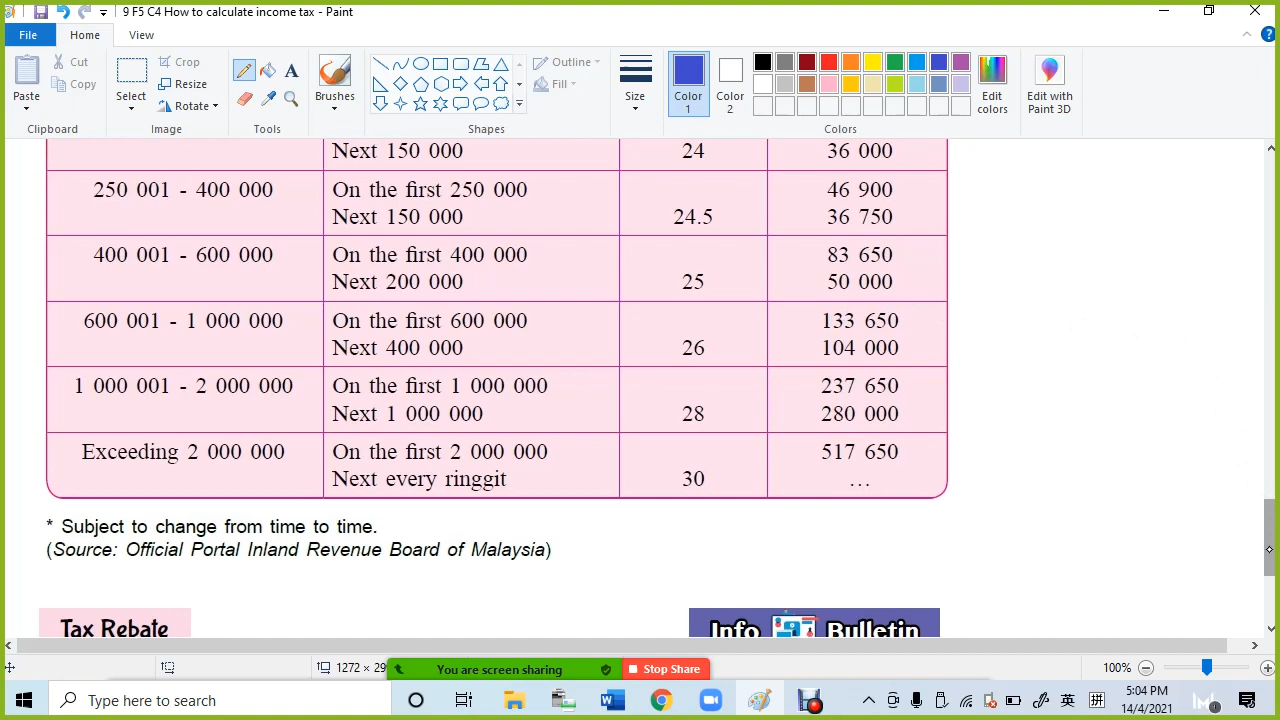 9 F5 C4 How to calculate income tax - Paint
File Home View
Paste
Cut
Copy
Clipboard
Select
Crop
Resize
Rotate
Image
A
Tools
Brushes
Shapes
Outline
Fill
Size
Color 1
Color 2
Colors
Edit colors
Edit with Paint 3D
Next 150 000 24 36 000
250 001 - 400 000 On the first 250 000 46 900
Next 150 000 24.5 36 750
400 001 - 600 000 On the first 400 000 83 650
Next 200 000 25 50 000
600 001 - 1 000 000 On the first 600 000 133 650
Next 400 000 26 104 000
1 000 001 - 2 000 000 On the first 1 000 000 237 650
Next 1 000 000 28 280 000
Exceeding 2 000 000 On the first 2 000 000 517 650
Next every ringgit 30 ...
* Subject to change from time to time.
(Source: Official Portal Inland Revenue Board of Malaysia)
Tax Rebate
Info Bulletin
1272 × 29
You are screen sharing
Stop Share
100%
Type here to search
英 拼
5:04 PM
14/4/2021